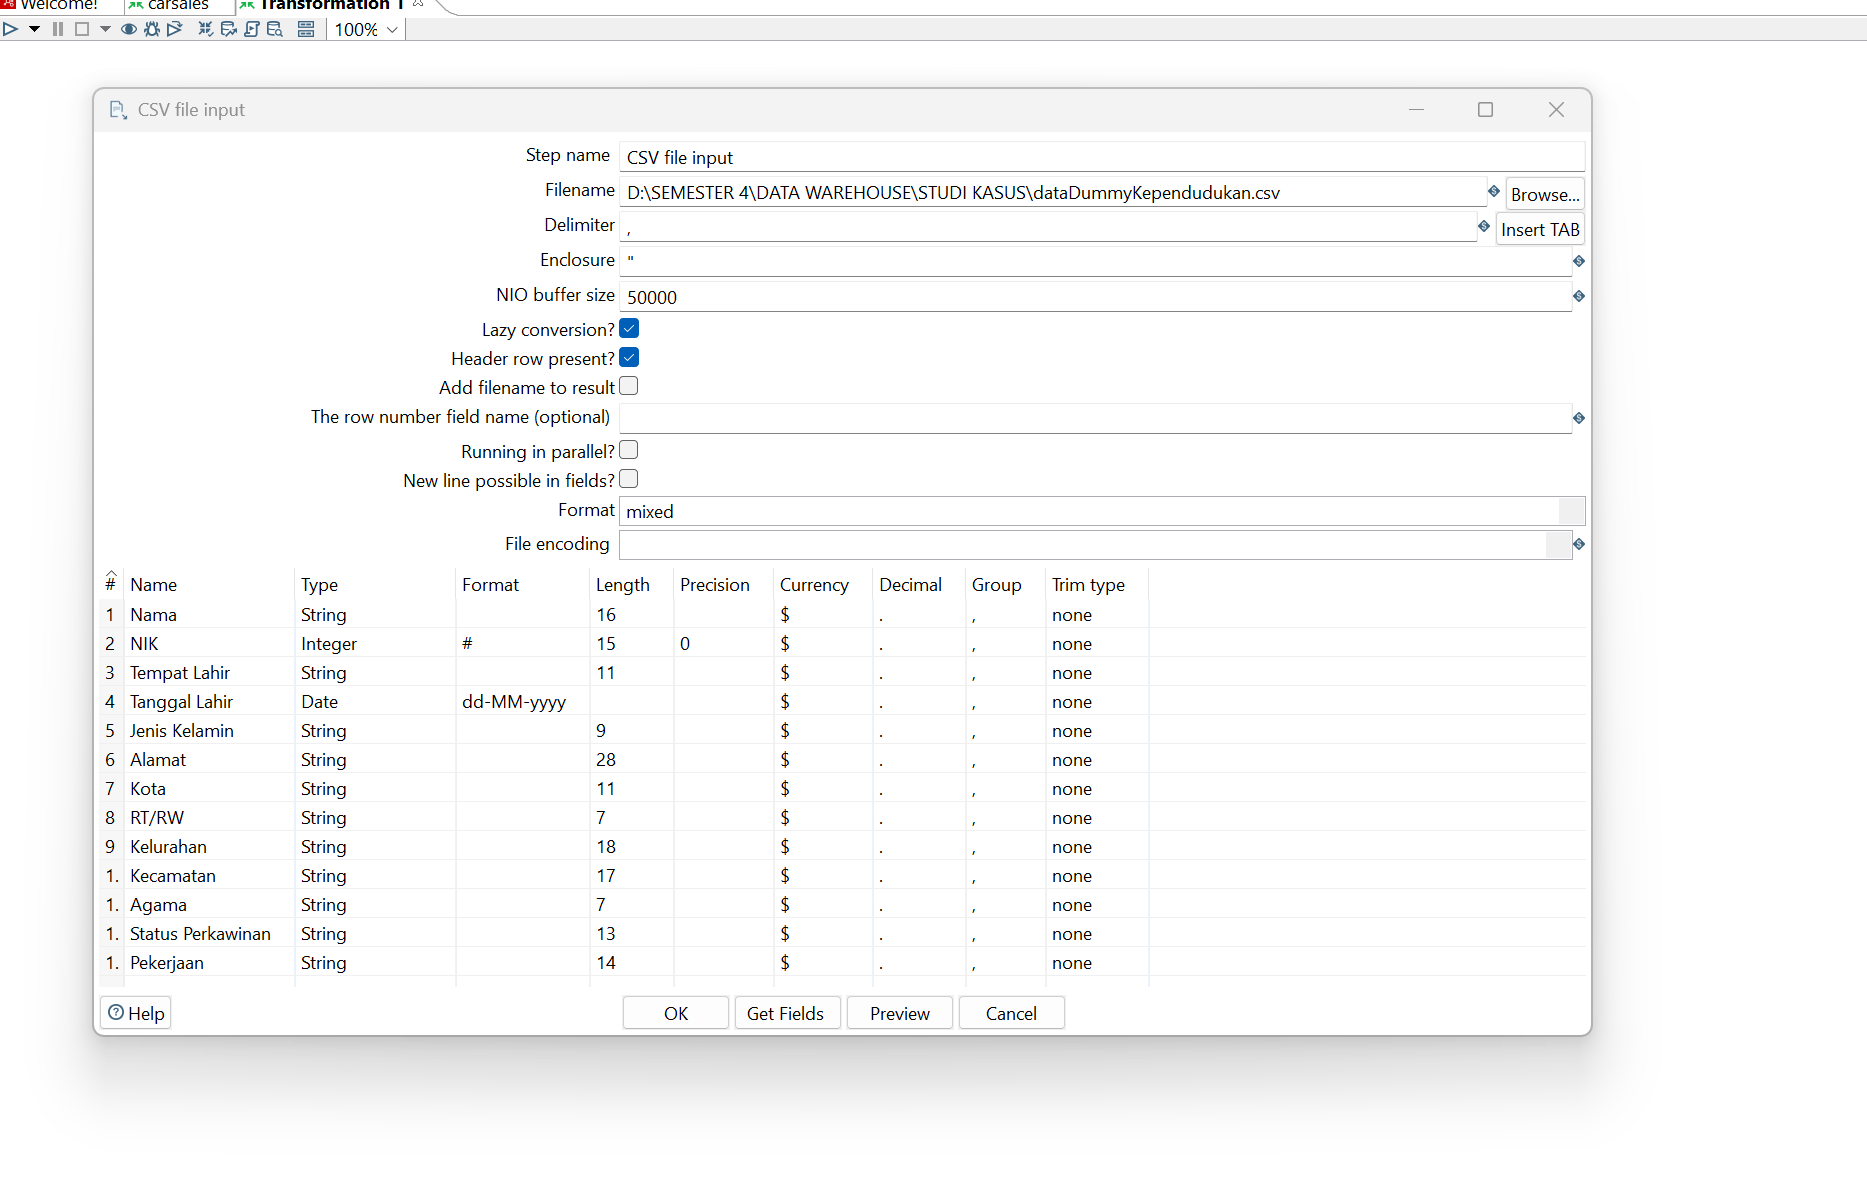 Welcome!
carsales
Transformation 1
100%
CSV file input
Step name CSV file input
Filename D:\SEMESTER 4\DATA WAREHOUSE\STUDI KASUS\dataDummyKependudukan.csv Browse...
Delimiter , Insert TAB
Enclosure "
NIO buffer size 50000
Lazy conversion?
Header row present?
Add filename to result
The row number field name (optional)
Running in parallel?
New line possible in fields?
Format mixed
File encoding
# Name Type Format Length Precision Currency Decimal Group Trim type
1 Nama String 16 $ . , none
2 NIK Integer # 15 0 $ . , none
3 Tempat Lahir String 11 $ . , none
4 Tanggal Lahir Date dd-MM-yyyy $ . , none
5 Jenis Kelamin String 9 $ . , none
6 Alamat String 28 $ . , none
7 Kota String 11 $ . , none
8 RT/RW String 7 $ . , none
9 Kelurahan String 18 $ . , none
1. Kecamatan String 17 $ . , none
1. Agama String 7 $ . , none
1. Status Perkawinan String 13 $ . , none
1. Pekerjaan String 14 $ . , none
Help OK Get Fields Preview Cancel